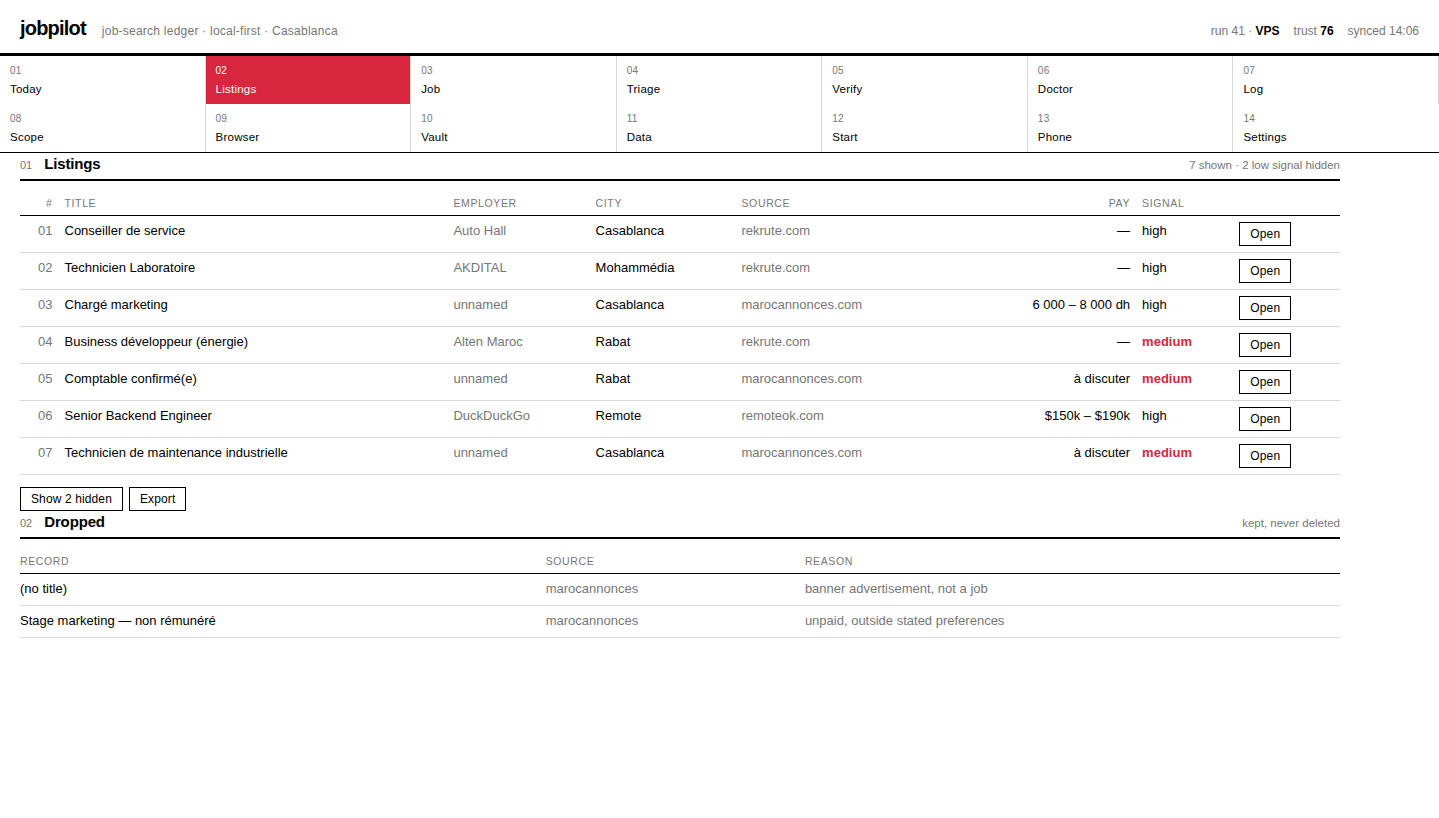 jobpilot job-search ledger · local-first · Casablanca run 41 · VPS trust 76 synced 14:06
01 02 03 04 05 06 07
Today Listings Job Triage Verify Doctor Log
08 09 10 11 12 13 14
Scope Browser Vault Data Start Phone Settings
01 Listings 7 shown · 2 low signal hidden
# TITLE EMPLOYER CITY SOURCE PAY SIGNAL
01 Conseiller de service Auto Hall Casablanca rekrute.com — high Open
02 Technicien Laboratoire AKDITAL Mohammédia rekrute.com — high Open
03 Chargé marketing unnamed Casablanca marocannonces.com 6 000 – 8 000 dh high Open
04 Business développeur (énergie) Alten Maroc Rabat rekrute.com — medium Open
05 Comptable confirmé(e) unnamed Rabat marocannonces.com à discuter medium Open
06 Senior Backend Engineer DuckDuckGo Remote remoteok.com $150k – $190k high Open
07 Technicien de maintenance industrielle unnamed Casablanca marocannonces.com à discuter medium Open
Show 2 hidden Export
02 Dropped kept, never deleted
RECORD SOURCE REASON
(no title) marocannonces banner advertisement, not a job
Stage marketing — non rémunéré marocannonces unpaid, outside stated preferences